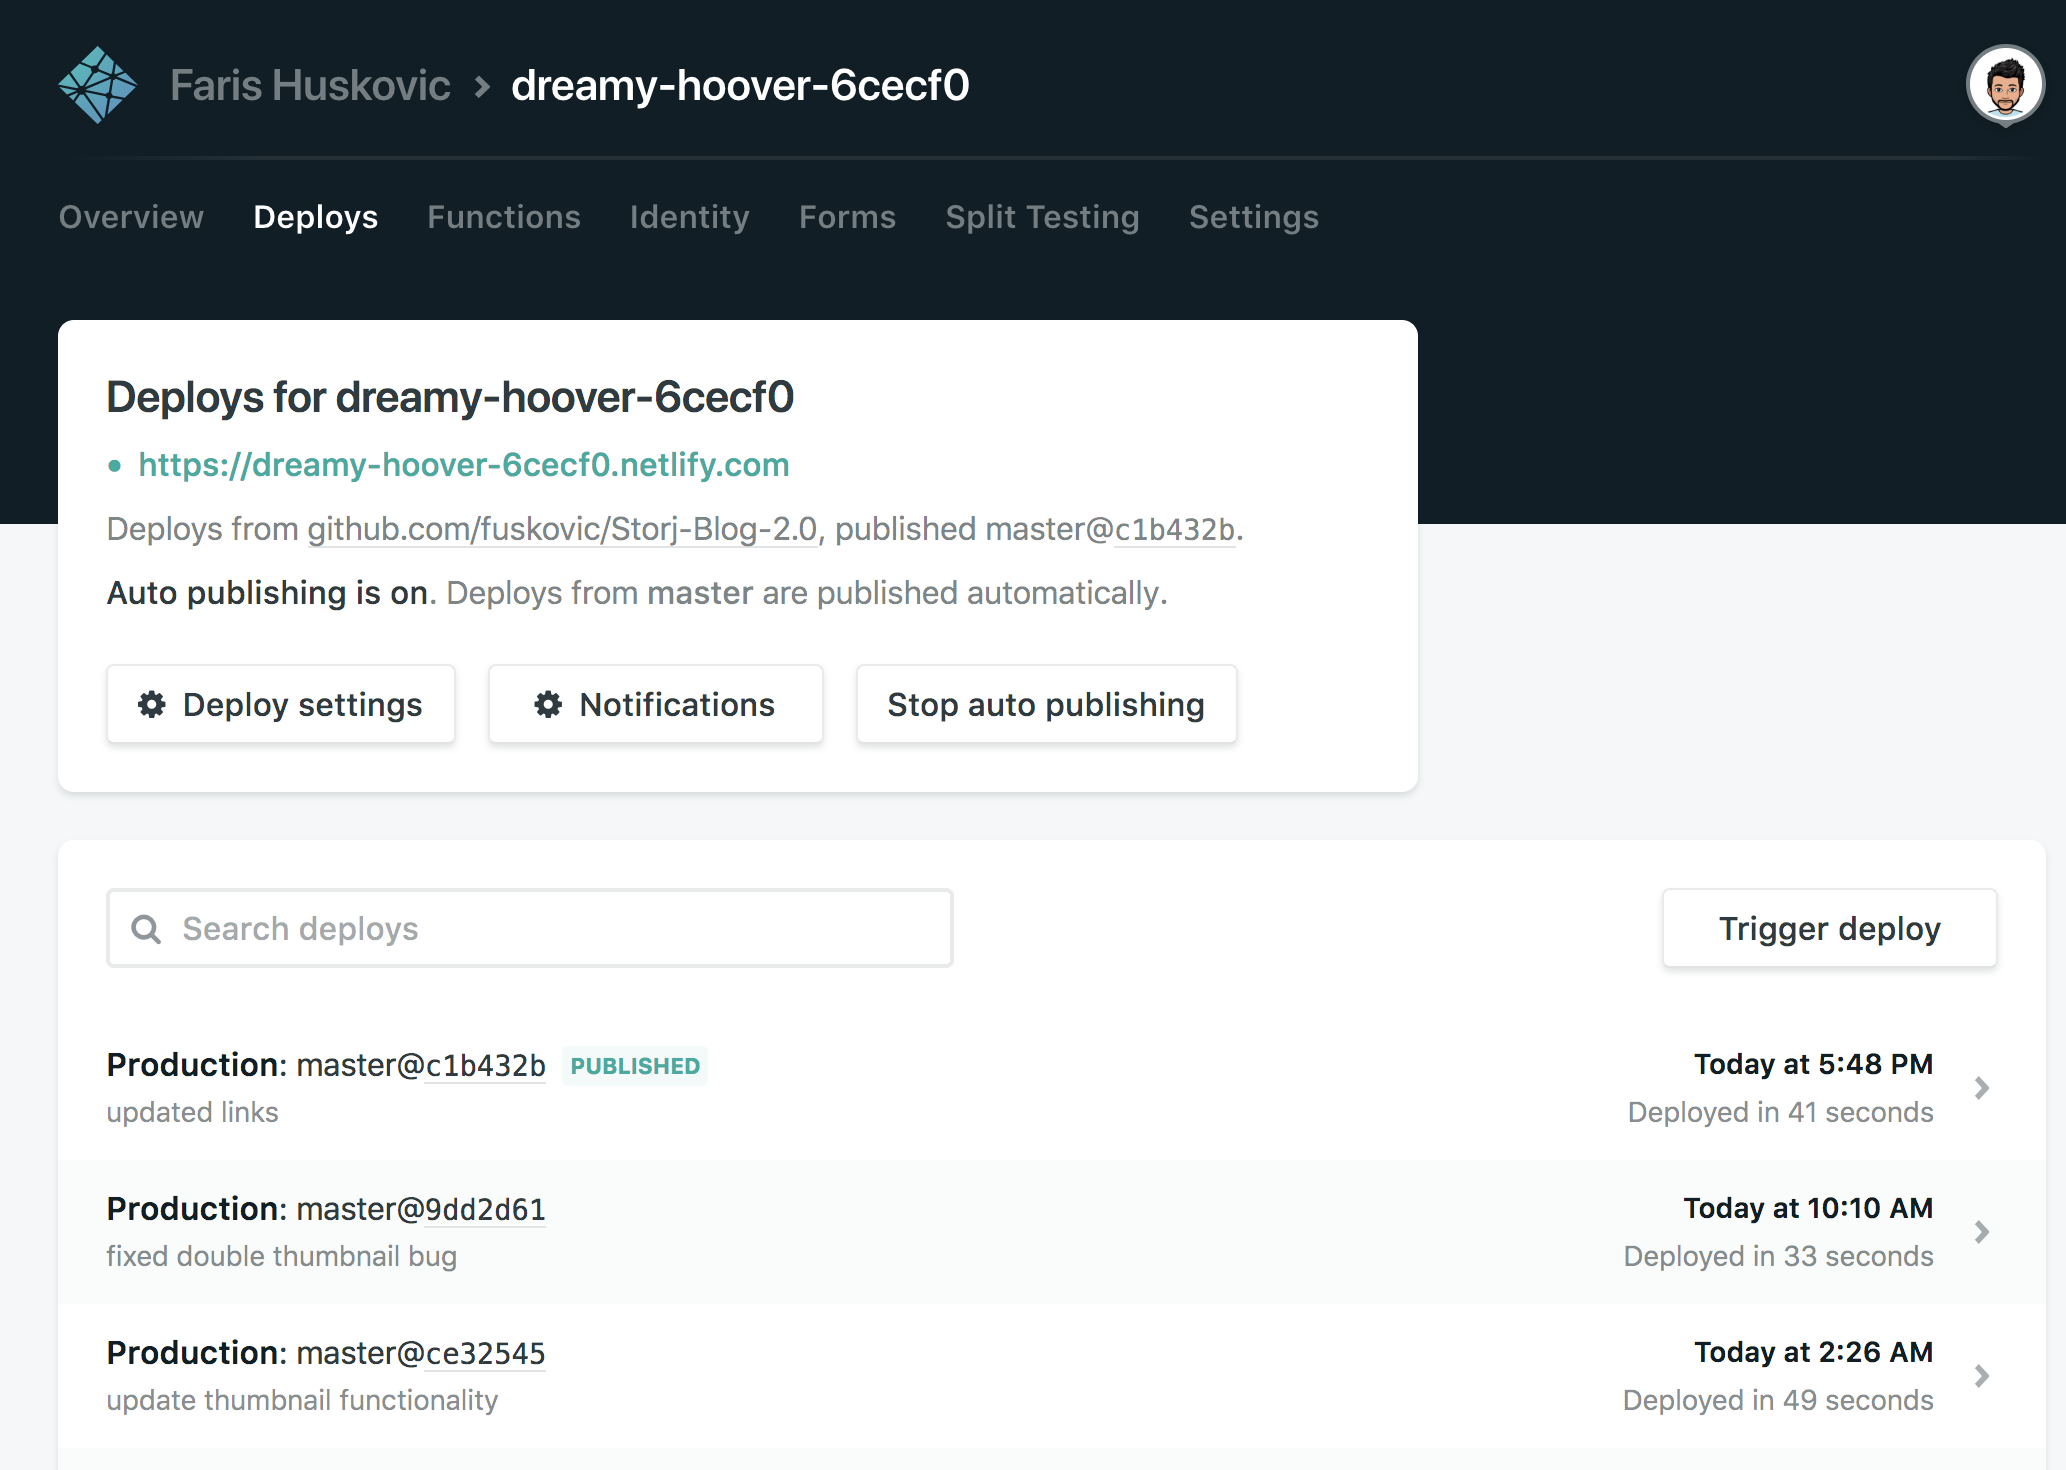 Faris Huskovic > dreamy-hoover-6cecf0
Overview Deploys Functions Identity Forms Split Testing Settings
Deploys for dreamy-hoover-6cecf0
• https://dreamy-hoover-6cecf0.netlify.com
Deploys from github.com/fuskovic/Storj-Blog-2.0, published master@c1b432b.
Auto publishing is on. Deploys from master are published automatically.
Deploy settings Notifications Stop auto publishing
Search deploys Trigger deploy
Production: master@c1b432b PUBLISHED Today at 5:48 PM
updated links Deployed in 41 seconds
Production: master@9dd2d61 Today at 10:10 AM
fixed double thumbnail bug Deployed in 33 seconds
Production: master@ce32545 Today at 2:26 AM
update thumbnail functionality Deployed in 49 seconds